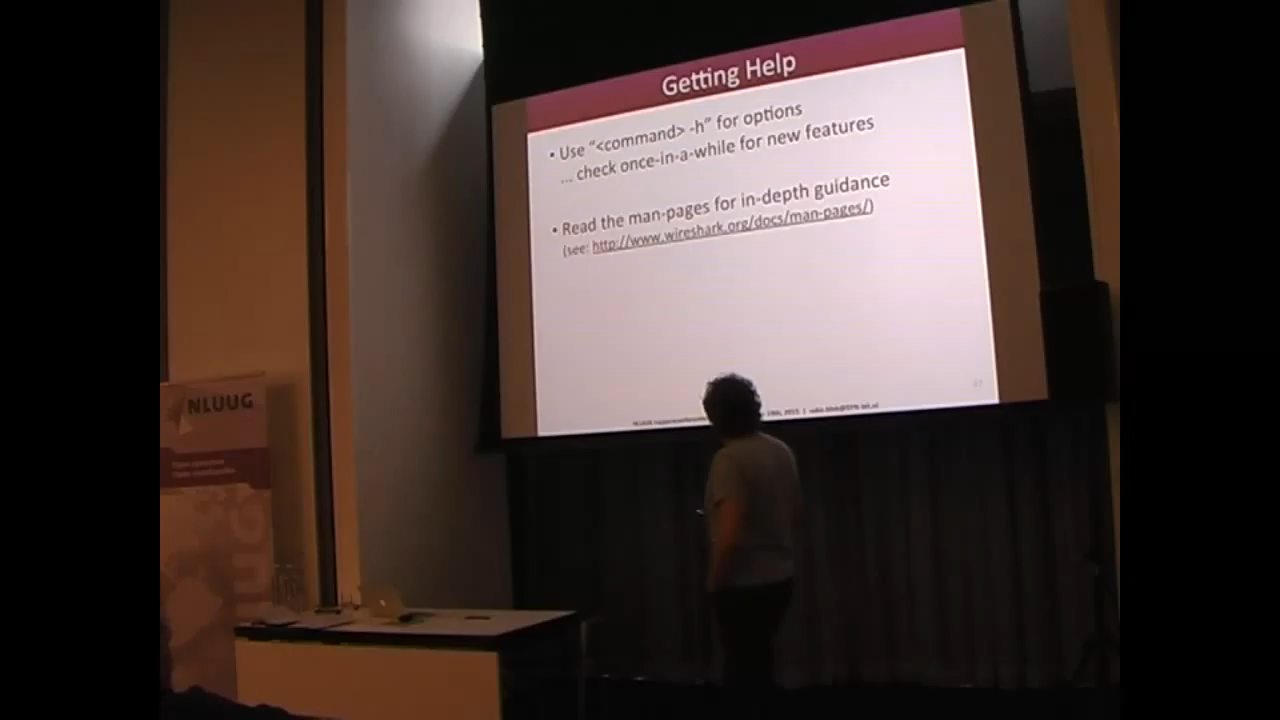 Getting Help
• Use “<command> -h” for options
... check once-in-a-while for new features
• Read the man-pages for in-depth guidance
(see: http://www.wireshark.org/docs/man-pages/)
NLUUG